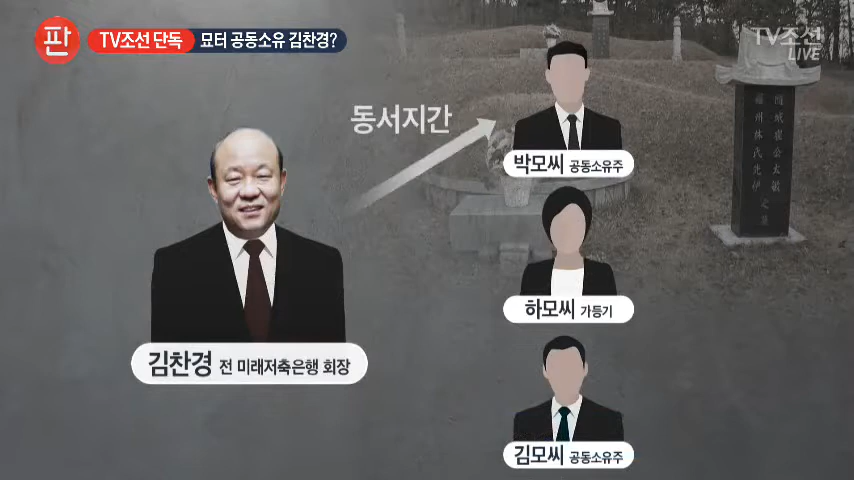 판
TV조선 단독
묘터 공동소유 김찬경?
TV조선
LIVE
동서지간
박모씨 공동소유주
하모씨 가등기
김모씨 공동소유주
김찬경 전 미래저축은행 회장